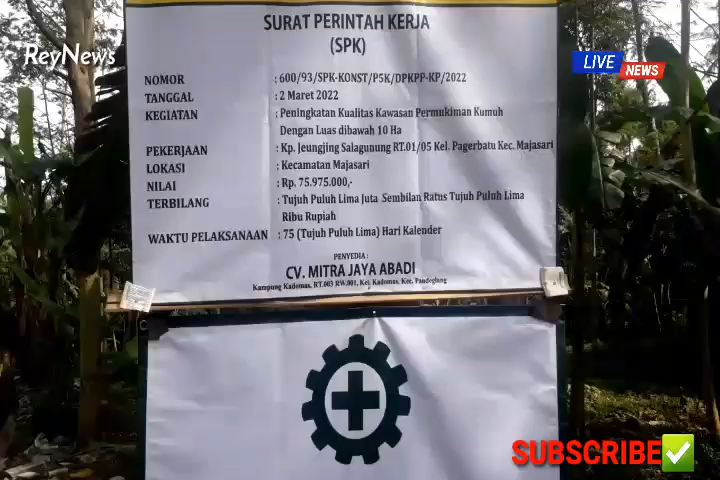 SURAT PERINTAH KERJA
(SPK)
ReyNews
LIVE NEWS
NOMOR : 600/93/SPK-KONST/PSK/DPKPP-KP/2022
TANGGAL : 2 Maret 2022
KEGIATAN : Peningkatan Kualitas Kawasan Permukiman Kumuh
Dengan Luas dibawah 10 Ha
PEKERJAAN : Kp. Jeungjing Salagunung RT.01/05 Kel. Pagerbatu Kec. Majasari
LOKASI : Kecamatan Majasari
NILAI : Rp. 75.975.000,-
TERBILANG : Tujuh Puluh Lima Juta Sembilan Ratus Tujuh Puluh Lima
Ribu Rupiah
WAKTU PELAKSANAAN : 75 (Tujuh Puluh Lima) Hari Kalender
PENYEDIA :
CV. MITRA JAYA ABADI
Kampung Kadomas, RT.003 RW.001, Kel. Kadomas, Kec. Pandeglang
SUBSCRIBE